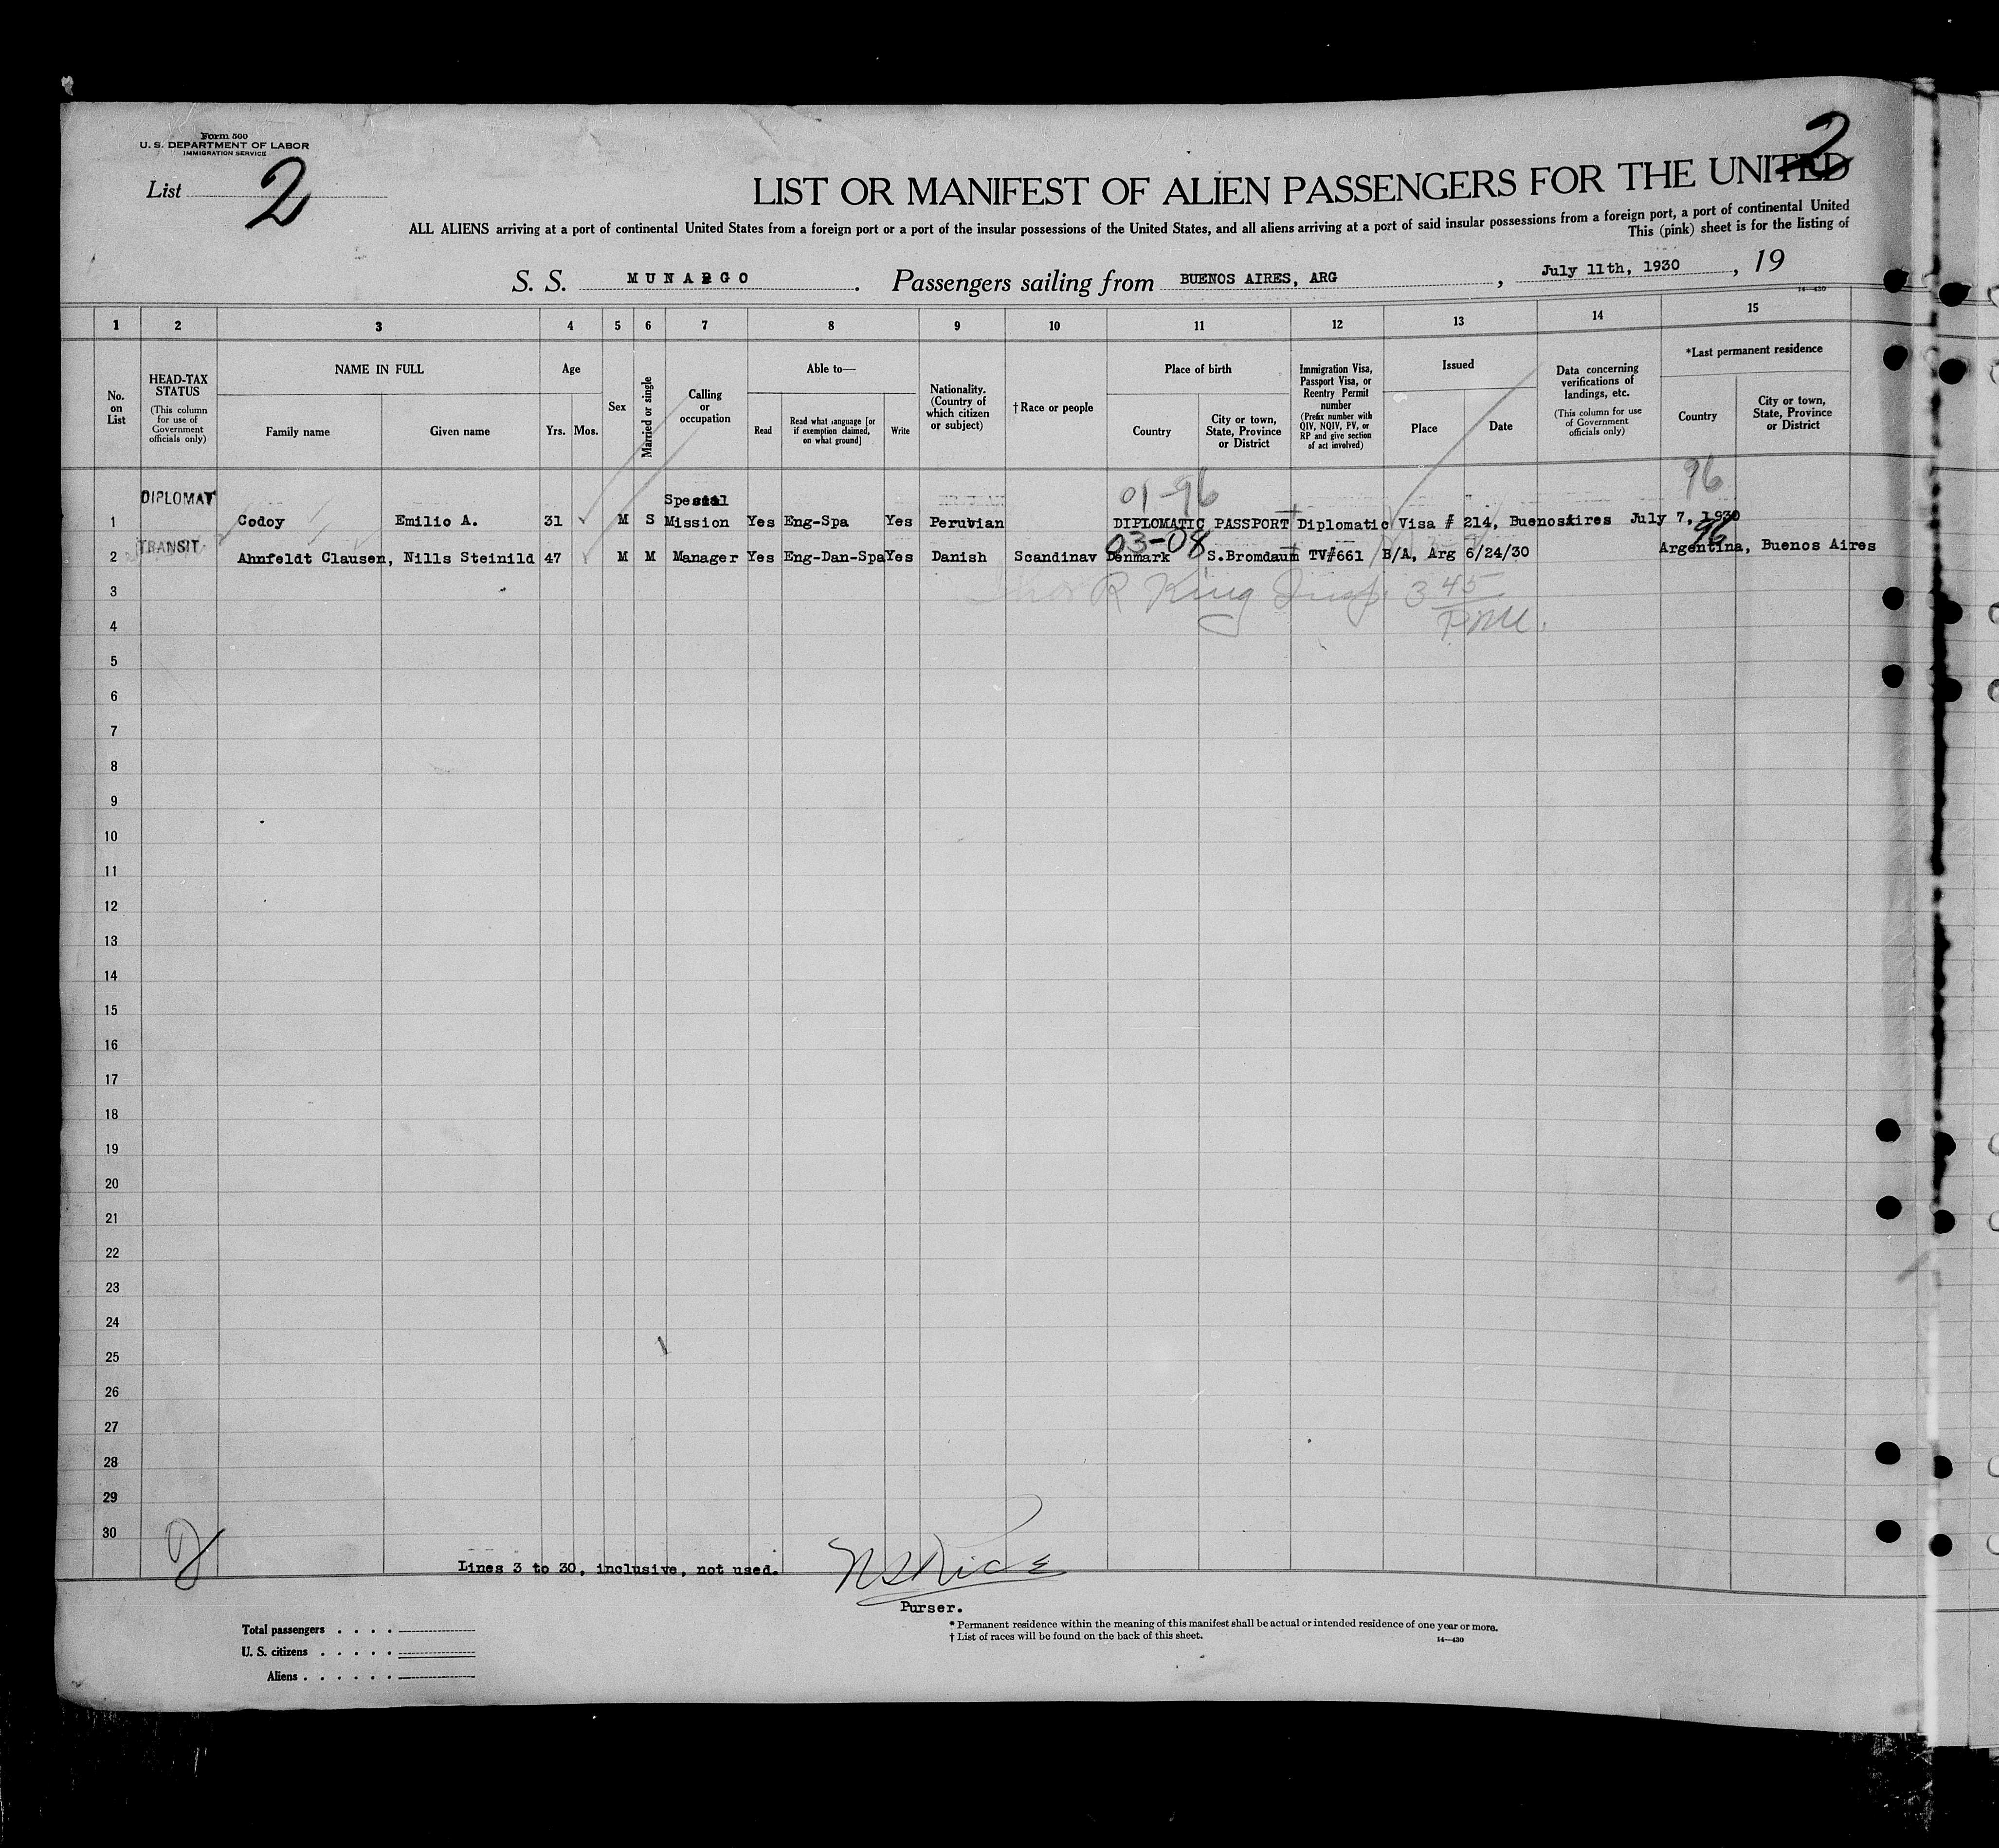 Form 500
U. S. DEPARTMENT OF LABOR
IMMIGRATION SERVICE
List 2
2
LIST OR MANIFEST OF ALIEN PASSENGERS FOR THE UNITED
ALL ALIENS arriving at a port of continental United States from a foreign port or a port of the insular possessions of the United States, and all aliens arriving at a port of said insular possessions from a foreign port, a port of continental United
This (pink) sheet is for the listing of
S. S. MUNARGO. Passengers sailing from BUENOS AIRES, ARG, July 11th, 1930, 19
14—430
1 2 3 4 5 6 7 8 9 10 11 12 13 14 15
No. on List
HEAD-TAX STATUS
(This column for use of Government officials only)
NAME IN FULL
Family name
Given name
Age
Yrs. Mos.
Sex
Married or single
Calling or occupation
Able to—
Read
Read what language [or if exemption claimed, on what ground]
Write
Nationality. (Country of which citizen or subject)
†Race or people
Place of birth
Country
City or town, State, Province or District
Immigration Visa, Passport Visa, or Reentry Permit number
(Prefix number with QIV, NQIV, PV, or RP and give section of act involved)
Issued
Place
Date
Data concerning verifications of landings, etc.
(This column for use of Government officials only)
*Last permanent residence
Country
City or town, State, Province or District
01-96 96
DIPLOMAT Special
1 Codoy Emilio A. 31 M S Mission Yes Eng-Spa Yes Peruvian DIPLOMATIC PASSPORT Diplomatic Visa # 214, Buenos Aires July 7, 1930
TRANSIT 03-08 96
2 Ahnfeldt Clausen, Nills Steinild 47 M M Manager Yes Eng-Dan-Spa Yes Danish Scandinav Denmark S.Bromdaum TV#661 B/A, Arg 6/24/30 Argentina, Buenos Aires
3 R King Insp. 3 45
4 P.M.
5
6
7
8
9
10
11
12
13
14
15
16
17
18
19
20
21
22
23
24
25
26
27
28
29
30
Lines 3 to 30, inclusive, not used.
Purser.
Total passengers
U. S. citizens
Aliens
* Permanent residence within the meaning of this manifest shall be actual or intended residence of one year or more.
† List of races will be found on the back of this sheet.
14—430